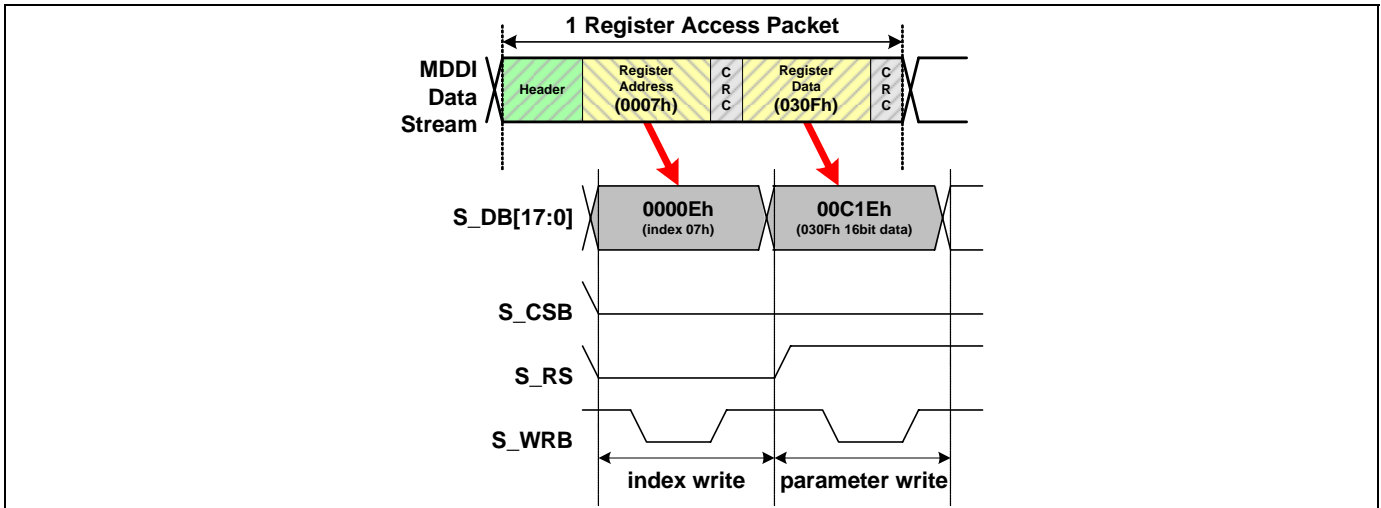 1 Register Access Packet
MDDI
Data
Stream
Header
Register
Address
(0007h)
C
R
C
Register
Data
(030Fh)
C
R
C
S_DB[17:0]
0000Eh
(index 07h)
00C1Eh
(030Fh 16bit data)
S_CSB
S_RS
S_WRB
index write
parameter write